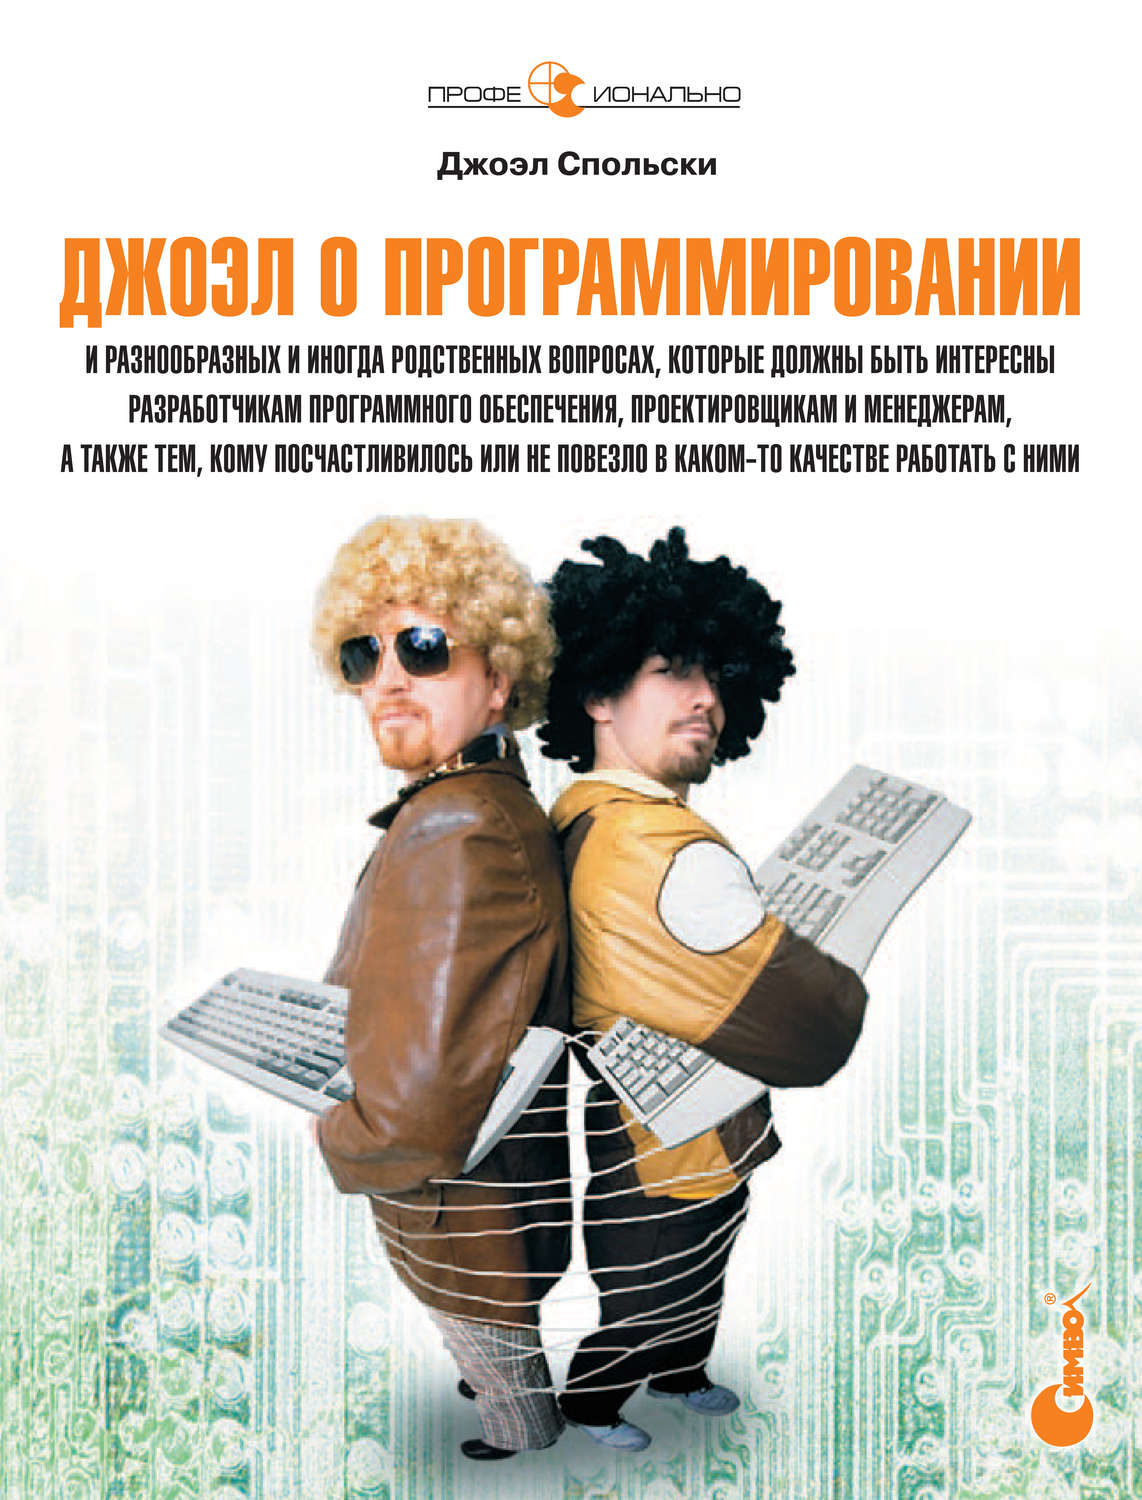 ПРОФЕ ИОНАЛЬНО
Джоэл Спольски
ДЖОЭЛ О ПРОГРАММИРОВАНИИ
И РАЗНООБРАЗНЫХ И ИНОГДА РОДСТВЕННЫХ ВОПРОСАХ, КОТОРЫЕ ДОЛЖНЫ БЫТЬ ИНТЕРЕСНЫ
РАЗРАБОТЧИКАМ ПРОГРАММНОГО ОБЕСПЕЧЕНИЯ, ПРОЕКТИРОВЩИКАМ И МЕНЕДЖЕРАМ,
А ТАКЖЕ ТЕМ, КОМУ ПОСЧАСТЛИВИЛОСЬ ИЛИ НЕ ПОВЕЗЛО В КАКОМ-ТО КАЧЕСТВЕ РАБОТАТЬ С НИМИ
СИМВОЛ®